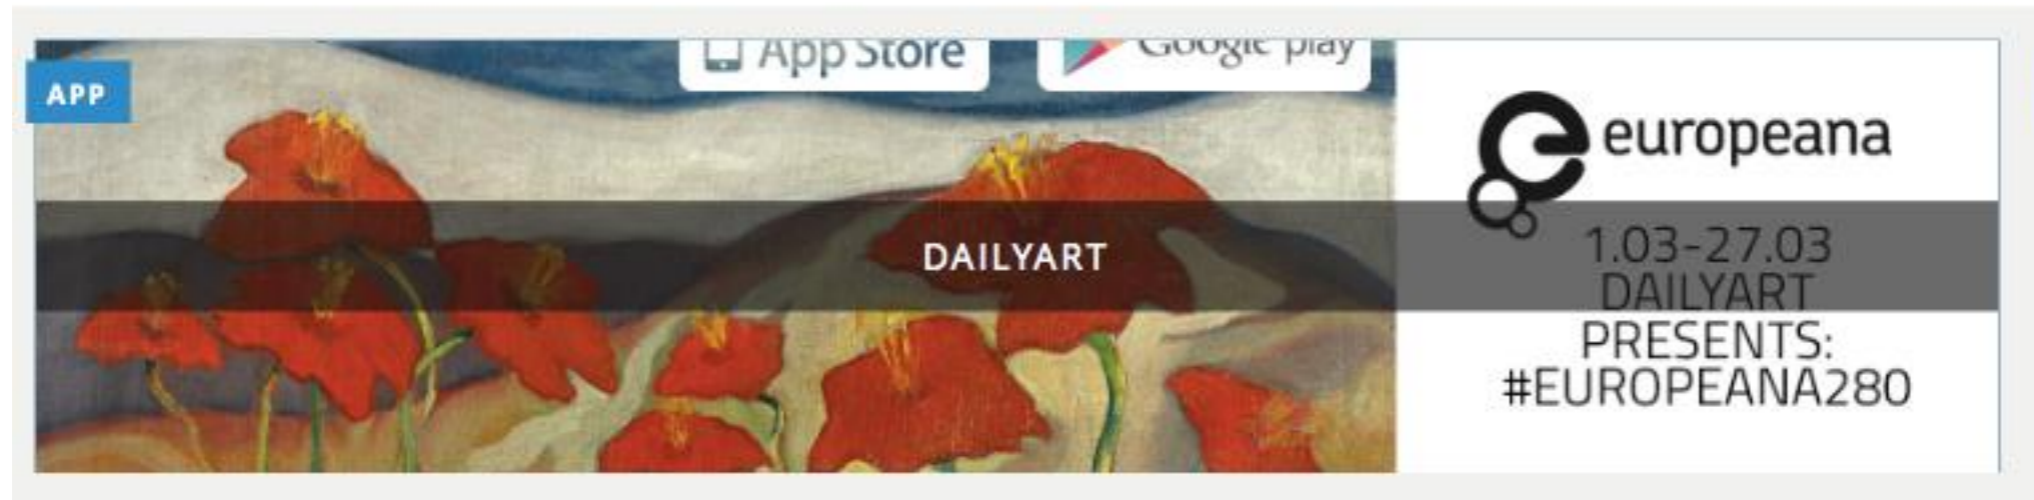 App Store
Google play
APP
europeana
DAILYART
1.03-27.03
DAILYART
PRESENTS:
#EUROPEANA280